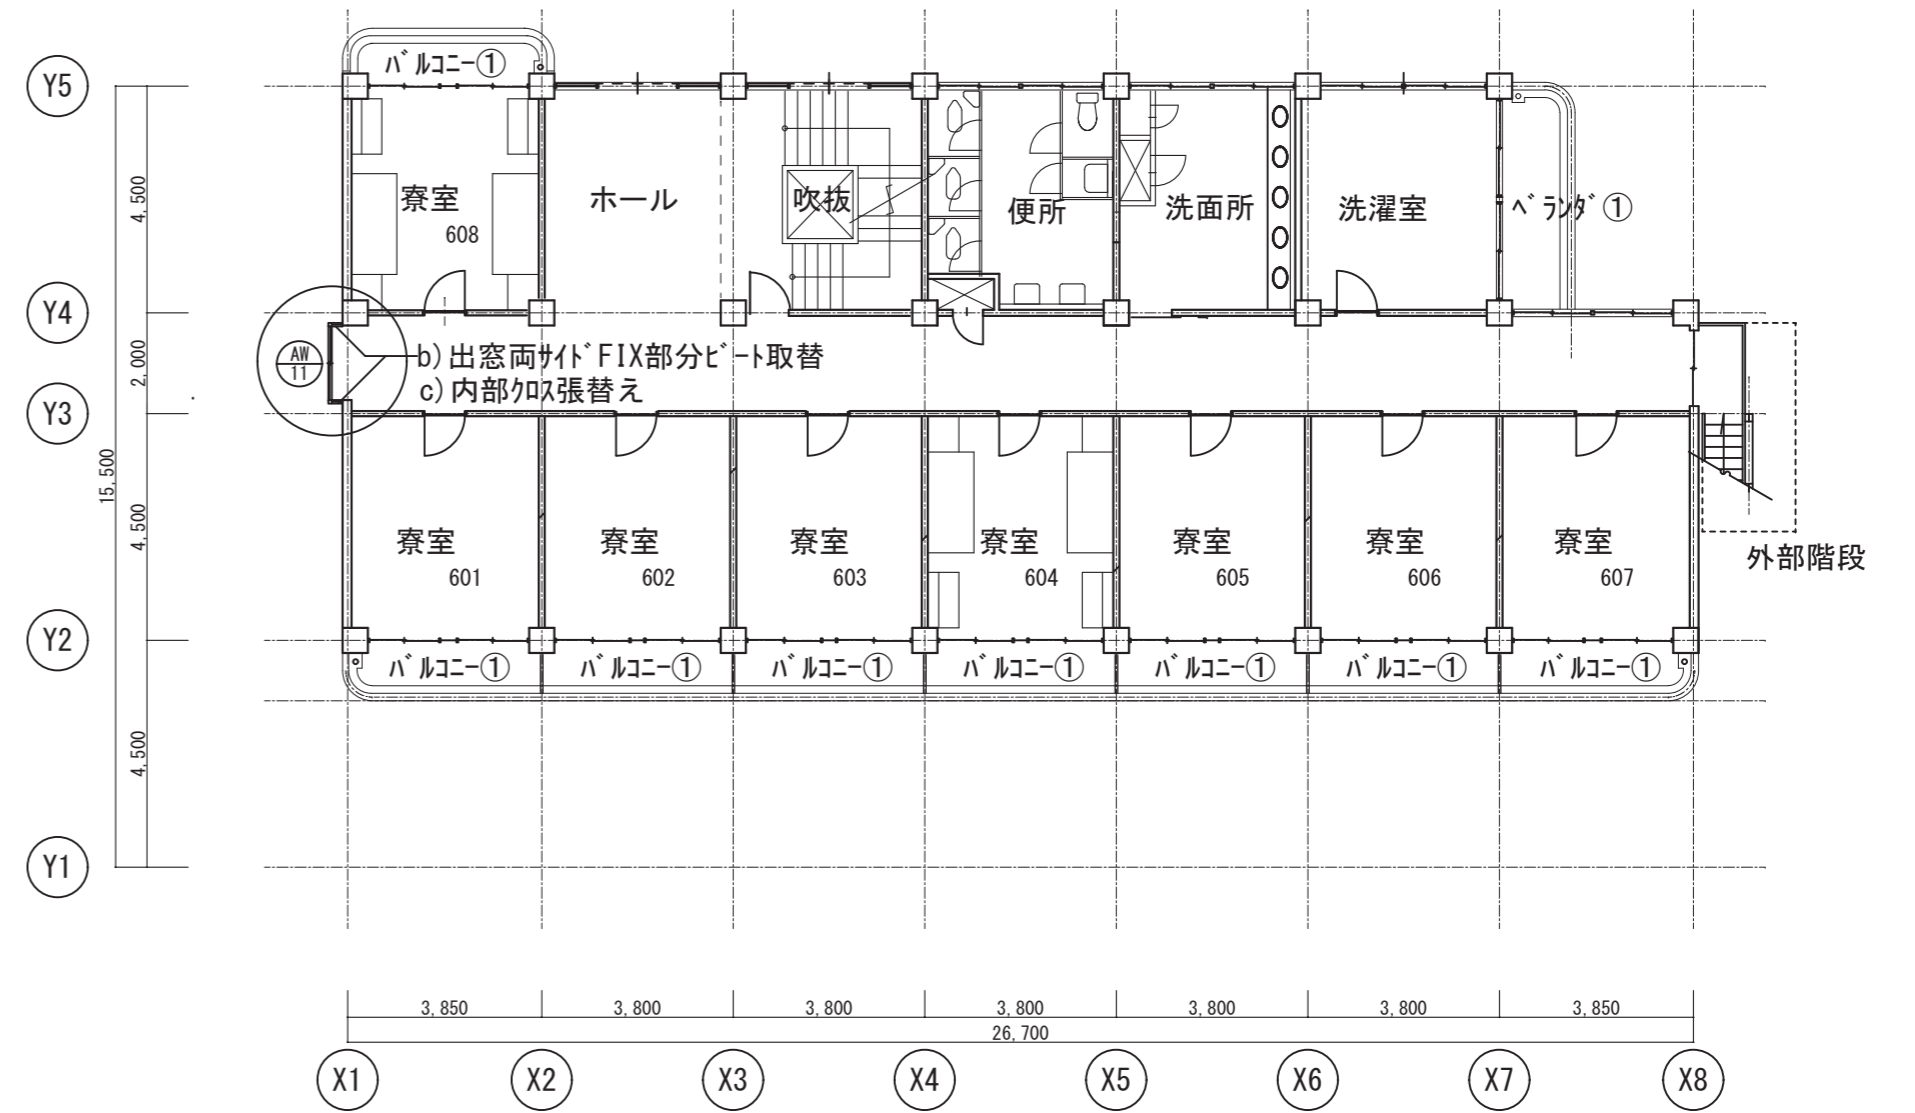 バルコニー①
Y5
4,500
寮室
608
ホール
吹抜
便所
洗面所
洗濯室
ベランダ①
Y4
AW
11
b)出窓両サイドFIX部分ビート取替
c)内部クロス張替え
2,000
Y3
15,500
4,500
寮室
601
寮室
602
寮室
603
寮室
604
寮室
605
寮室
606
寮室
607
外部階段
Y2
バルコニー①
バルコニー①
バルコニー①
バルコニー①
バルコニー①
バルコニー①
バルコニー①
4,500
Y1
3,850
3,800
3,800
3,800
3,800
3,800
3,850
26,700
X1
X2
X3
X4
X5
X6
X7
X8